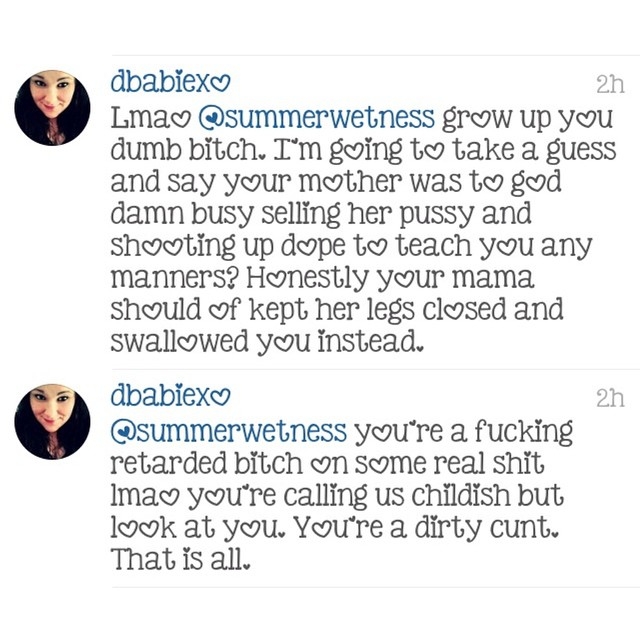 dbabiex♡ 2h
Lmao @summerwetness grow up you
dumb bitch. I'm going to take a guess
and say your mother was to god
damn busy selling her pussy and
shooting up dope to teach you any
manners? Honestly your mama
should of kept her legs closed and
swallowed you instead.
dbabiex♡ 2h
@summerwetness you're a fucking
retarded bitch on some real shit
lmao you're calling us childish but
look at you. You're a dirty cunt.
That is all.